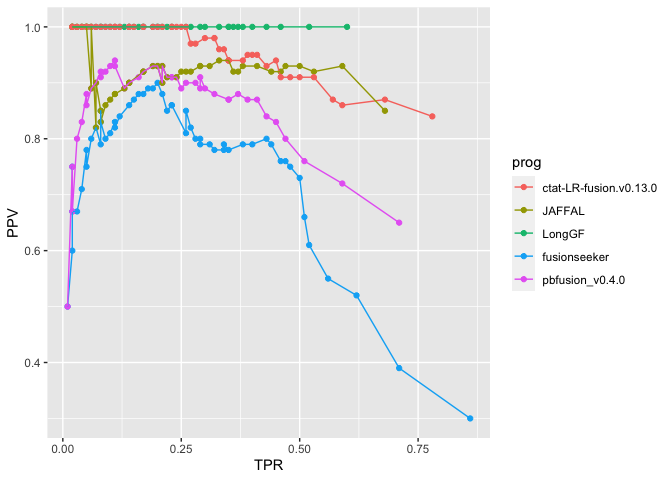 1.0
0.8
0.6
0.4
PPV
0.00
0.25
0.50
0.75
TPR
prog
ctat-LR-fusion.v0.13.0
JAFFAL
LongGF
fusionseeker
pbfusion_v0.4.0